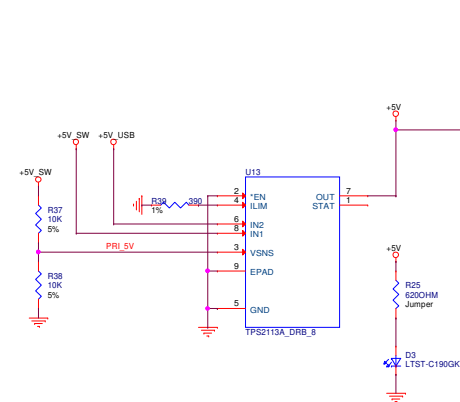 +5V
+5V_SW
+5V_USB
+5V_SW
U13
R37
10K
5%
R39
390
1%
2
*EN
4
ILIM
OUT
7
STAT
1
6
IN2
8
IN1
PRI_5V
3
VSNS
9
EPAD
+5V
R38
10K
5%
R25
620OHM
Jumper
5
GND
TPS2113A_DRB_8
D3
LTST-C190GK